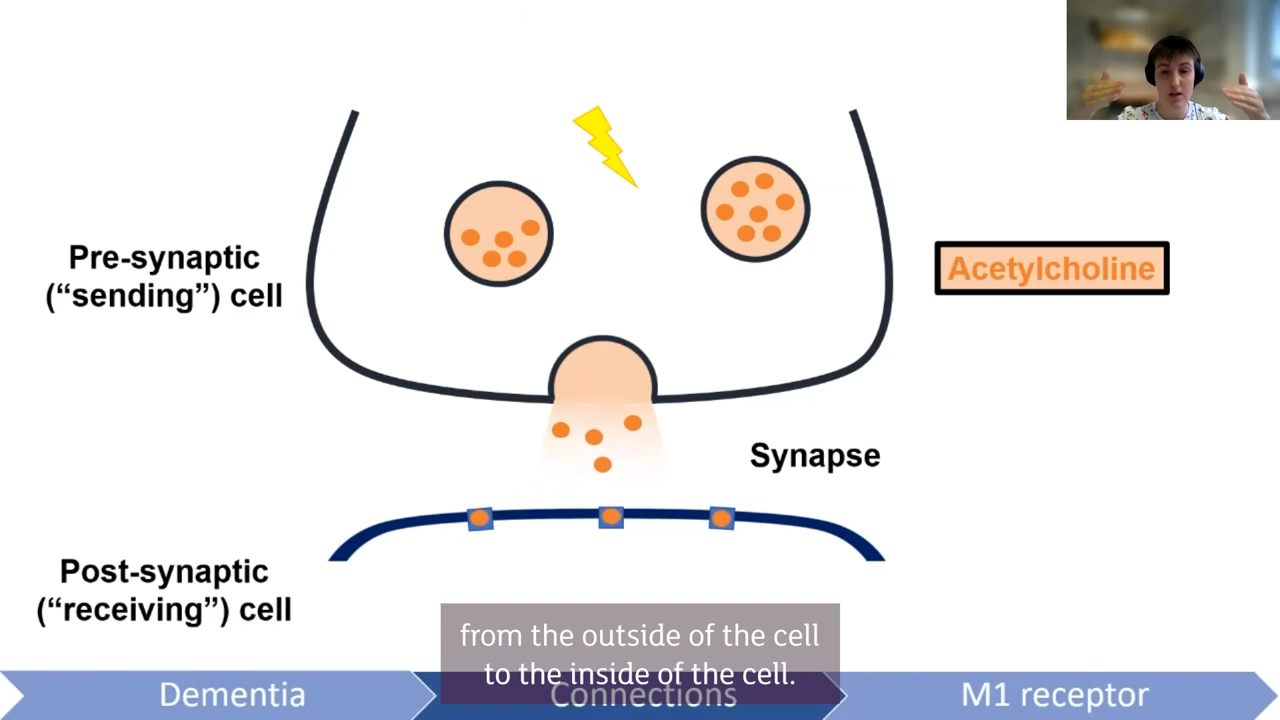 Pre-synaptic
(“sending”) cell
Acetylcholine
Synapse
Post-synaptic
(“receiving”) cell
from the outside of the cell
to the inside of the cell.
Dementia
Connections
M1 receptor